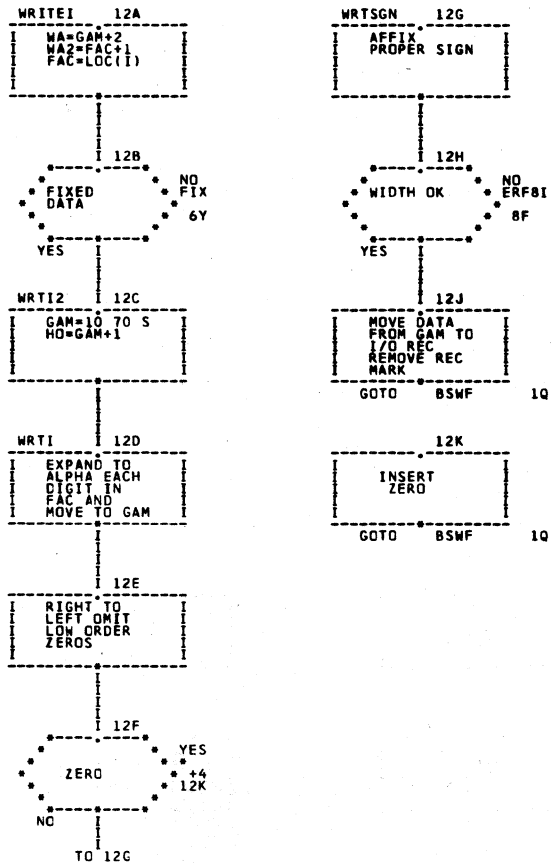 WRITEI 12A
WA=GAM+2
WA2=FAC+1
FAC=LOC(I)
12B
FIXED
DATA
NO
FIX
6Y
YES
WRTI2 12C
GAM=10 70 S
HO=GAM+1
WRTI 12D
EXPAND TO
ALPHA EACH
DIGIT IN
FAC AND
MOVE TO GAM
12E
RIGHT TO
LEFT OMIT
LOW ORDER
ZEROS
12F
ZERO
YES
+4
12K
NO
TO 12G
WRTSGN 12G
AFFIX
PROPER SIGN
12H
WIDTH OK
NO
ERF8I
8F
YES
12J
MOVE DATA
FROM GAM TO
I/O REC
REMOVE REC
MARK
GOTO BSWF 1Q
12K
INSERT
ZERO
GOTO BSWF 1Q